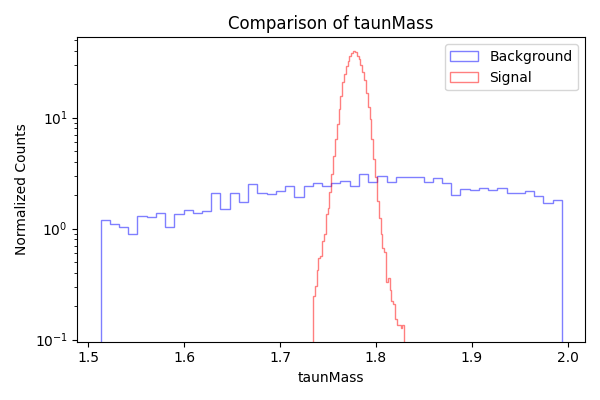 Comparison of taunMass
Background
Signal
Normalized Counts
10¹
10⁰
10⁻¹
1.5 1.6 1.7 1.8 1.9 2.0
taunMass